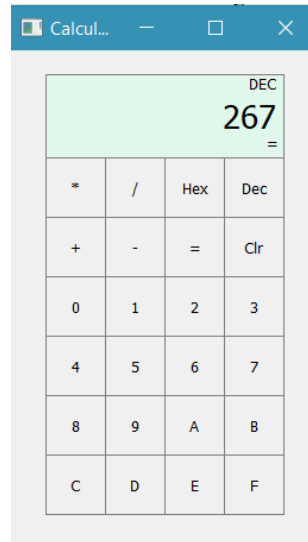 Calcul...
DEC
267
=
* / Hex Dec
+ - = Clr
0 1 2 3
4 5 6 7
8 9 A B
C D E F